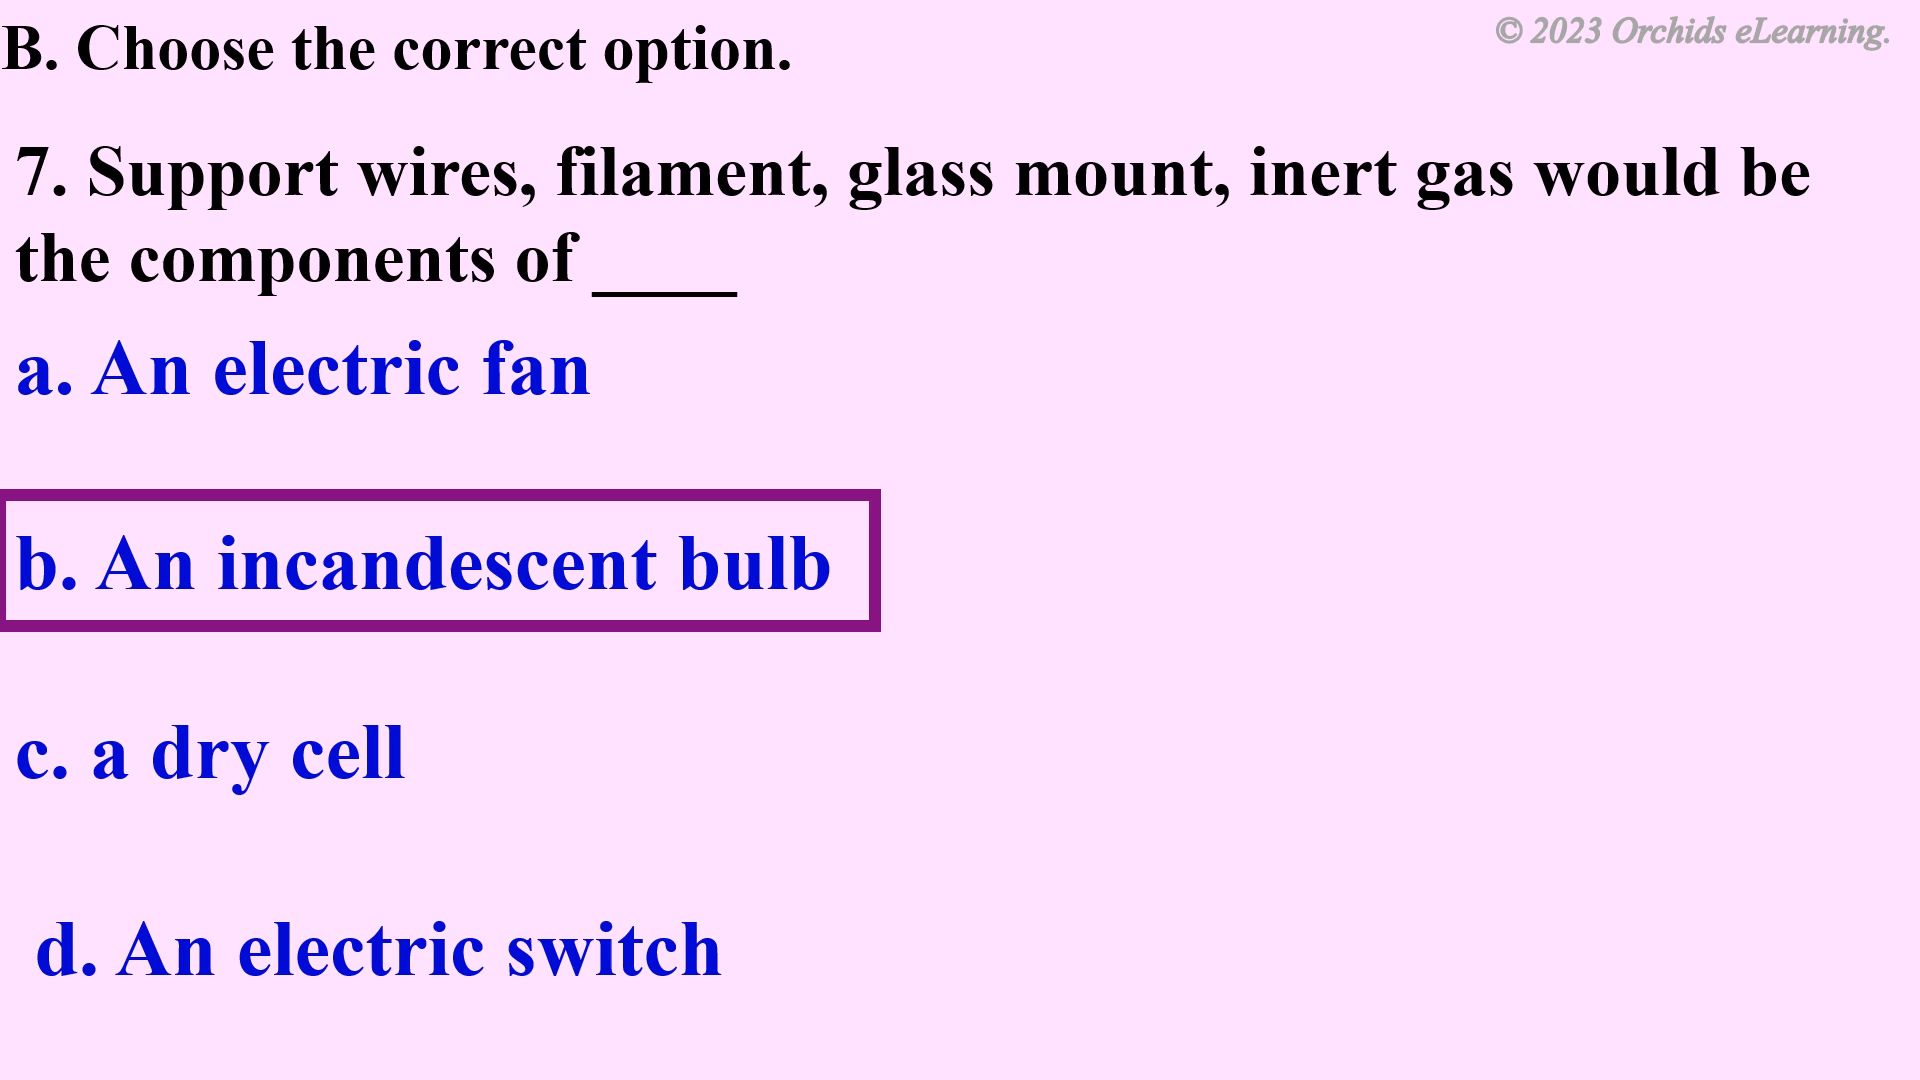 © 2023 Orchids eLearning.
B. Choose the correct option.
7. Support wires, filament, glass mount, inert gas would be
the components of ____
a. An electric fan
b. An incandescent bulb
c. a dry cell
d. An electric switch